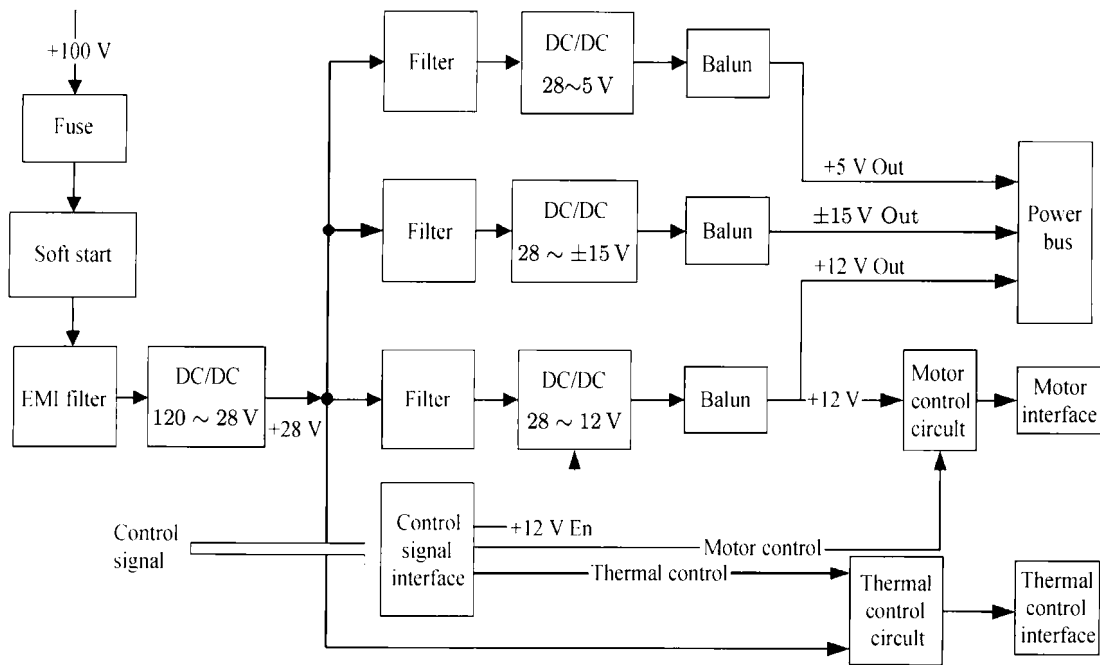 +100 V
Fuse
Soft start
EMI filter
DC/DC
120 ~ 28 V
+28 V
Filter
DC/DC
28~5 V
Balun
+5 V Out
Filter
DC/DC
28 ~ ±15 V
Balun
±15 V Out
+12 V Out
Power
bus
Filter
DC/DC
28 ~ 12 V
Balun
+12 V
Motor
control
circult
Motor
interface
Control
signal
Control
signal
interface
+12 V En
Motor control
Thermal control
Thermal
control
circult
Thermal
control
interface